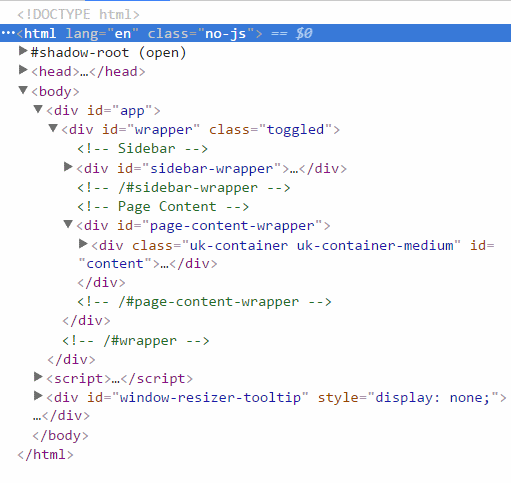 <!DOCTYPE html>
…<html lang="en" class="no-js"> == $0
▶#shadow-root (open)
▶<head>…</head>
▼<body>
▼<div id="app">
▼<div id="wrapper" class="toggled">
<!-- Sidebar -->
▶<div id="sidebar-wrapper">…</div>
<!-- /#sidebar-wrapper -->
<!-- Page Content -->
▼<div id="page-content-wrapper">
▶<div class="uk-container uk-container-medium" id=
"content">…</div>
</div>
<!-- /#page-content-wrapper -->
</div>
<!-- /#wrapper -->
</div>
▶<script>…</script>
▶<div id="window-resizer-tooltip" style="display: none;">
…</div>
</body>
</html>